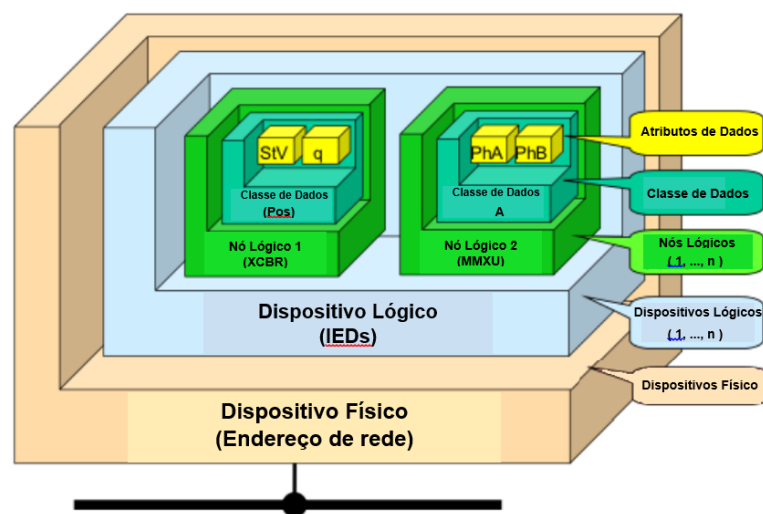 StV
q
Classe de Dados
(Pos)
Nó Lógico 1
(XCBR)
PhA
PhB
Classe de Dados
A
Nó Lógico 2
(MMXU)
Dispositivo Lógico
(IEDs)
Dispositivo Físico
(Endereço de rede)
Atributos de Dados
Classe de Dados
Nós Lógicos
( 1, ..., n )
Dispositivos Lógicos
( 1, ..., n )
Dispositivos Físico